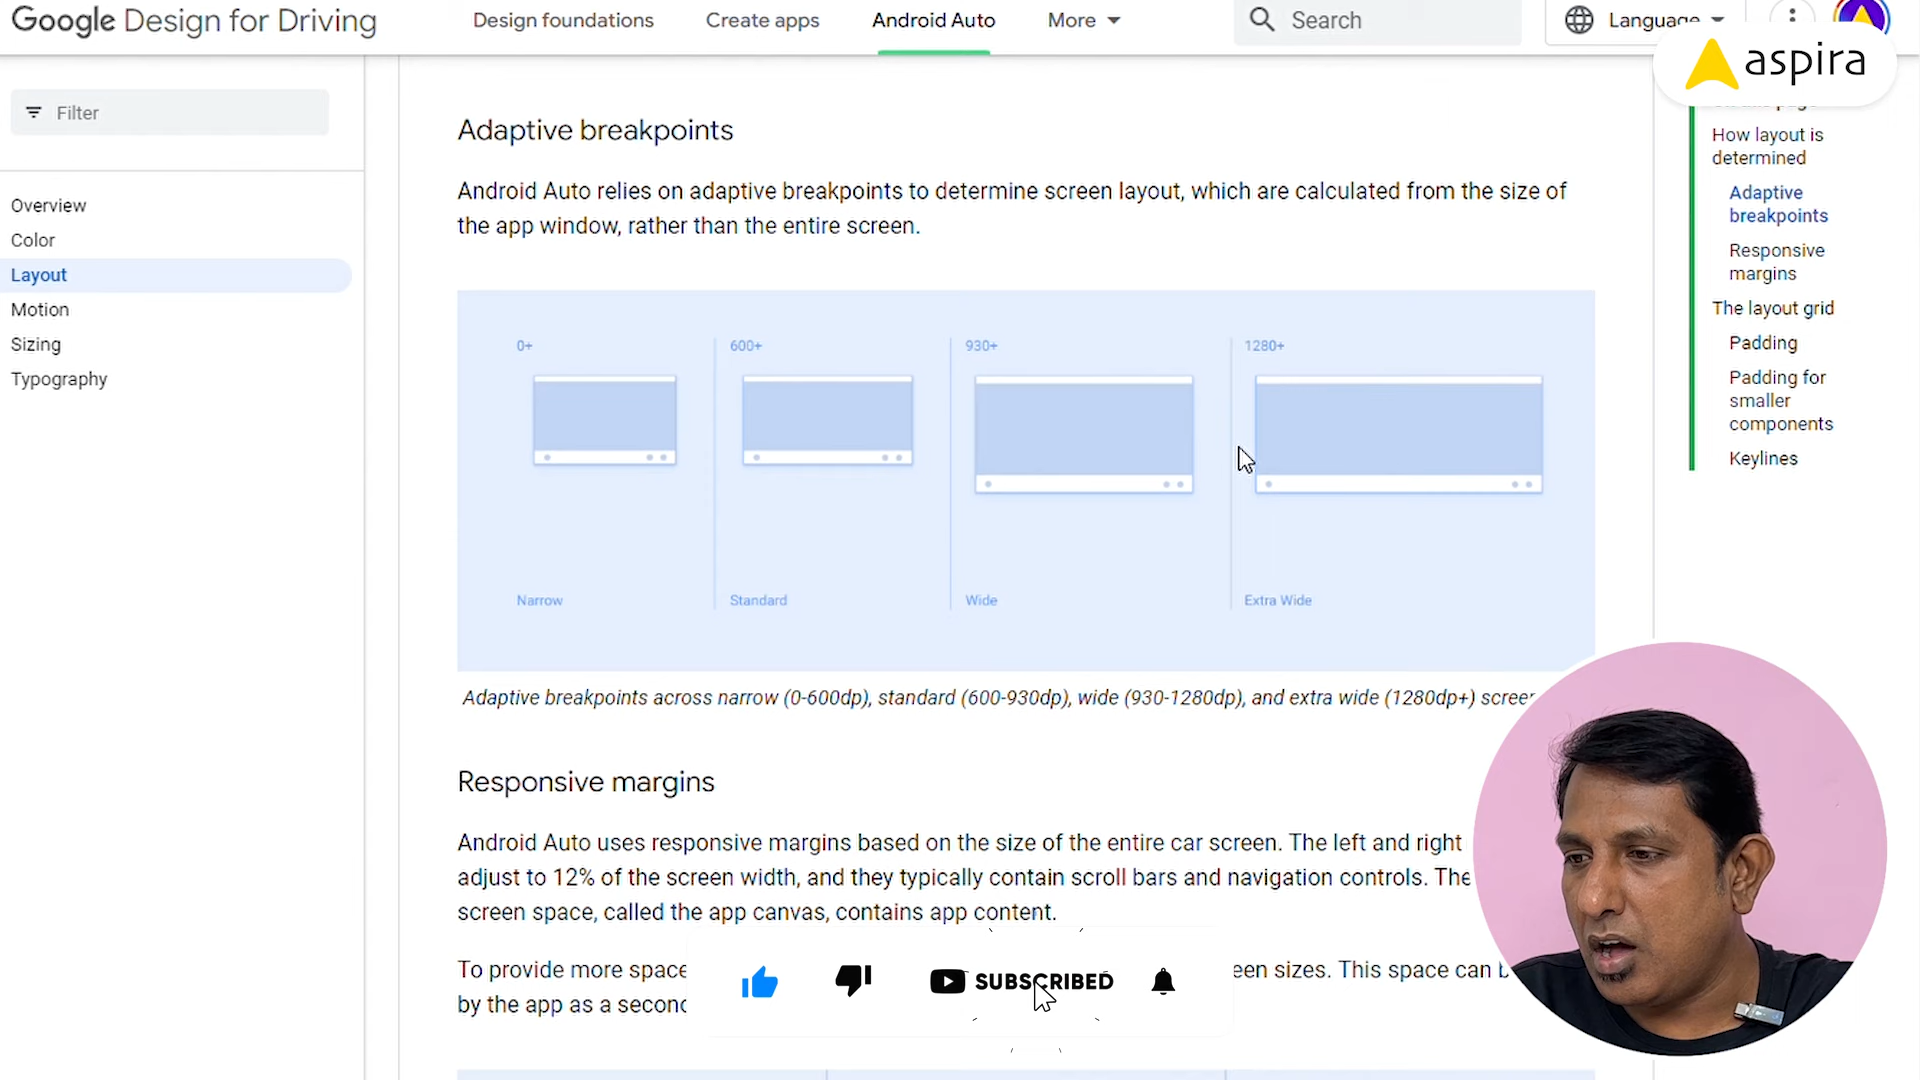 Google Design for Driving
Design foundations
Create apps
Android Auto
More
Search
Language
aspira
Filter
Overview
Color
Layout
Motion
Sizing
Typography
Adaptive breakpoints
Android Auto relies on adaptive breakpoints to determine screen layout, which are calculated from the size of
the app window, rather than the entire screen.
0+
600+
930+
1280+
Narrow
Standard
Wide
Extra Wide
Adaptive breakpoints across narrow (0-600dp), standard (600-930dp), wide (930-1280dp), and extra wide (1280dp+)
Responsive margins
Android Auto uses responsive margins based on the size of the entire car screen. The left and right
adjust to 12% of the screen width, and they typically contain scroll bars and navigation controls. The
screen space, called the app canvas, contains app content.
To provide more space
sizes. This space can
by the app as a
SUBSCRIBED
How layout is
determined
Adaptive
breakpoints
Responsive
margins
The layout grid
Padding
Padding for
smaller
components
Keylines